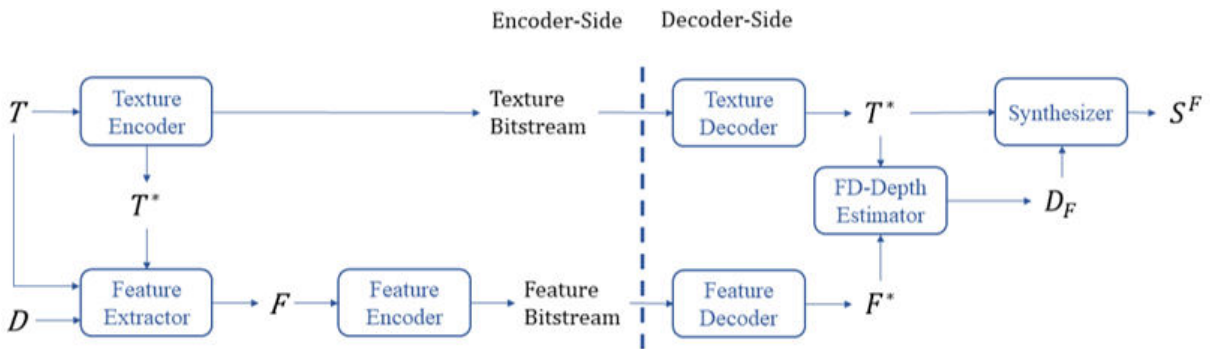 Encoder-Side Decoder-Side
T Texture Encoder Texture Bitstream Texture Decoder T* Synthesizer S^F
T* FD-Depth Estimator D_F
D Feature Extractor F Feature Encoder Feature Bitstream Feature Decoder F*